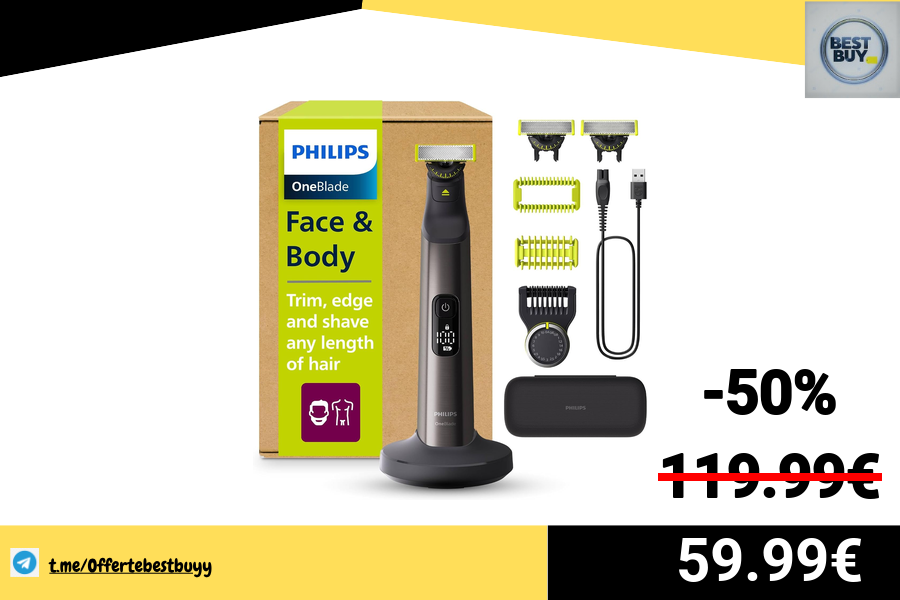 BEST
BUY
PHILIPS
OneBlade
Face &
Body
Trim, edge
and shave
any length
of hair
100
PHILIPS
OneBlade
PHILIPS
-50%
119.99€
59.99€
t.me/Offertebestbuyy